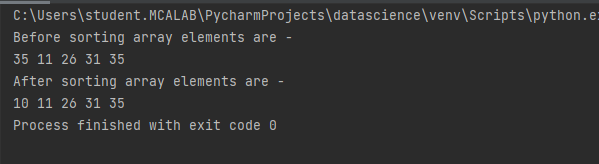 C:\Users\student.MCALAB\PycharmProjects\datascience\venv\Scripts\python.ex
Before sorting array elements are -
35 11 26 31 35
After sorting array elements are -
10 11 26 31 35
Process finished with exit code 0